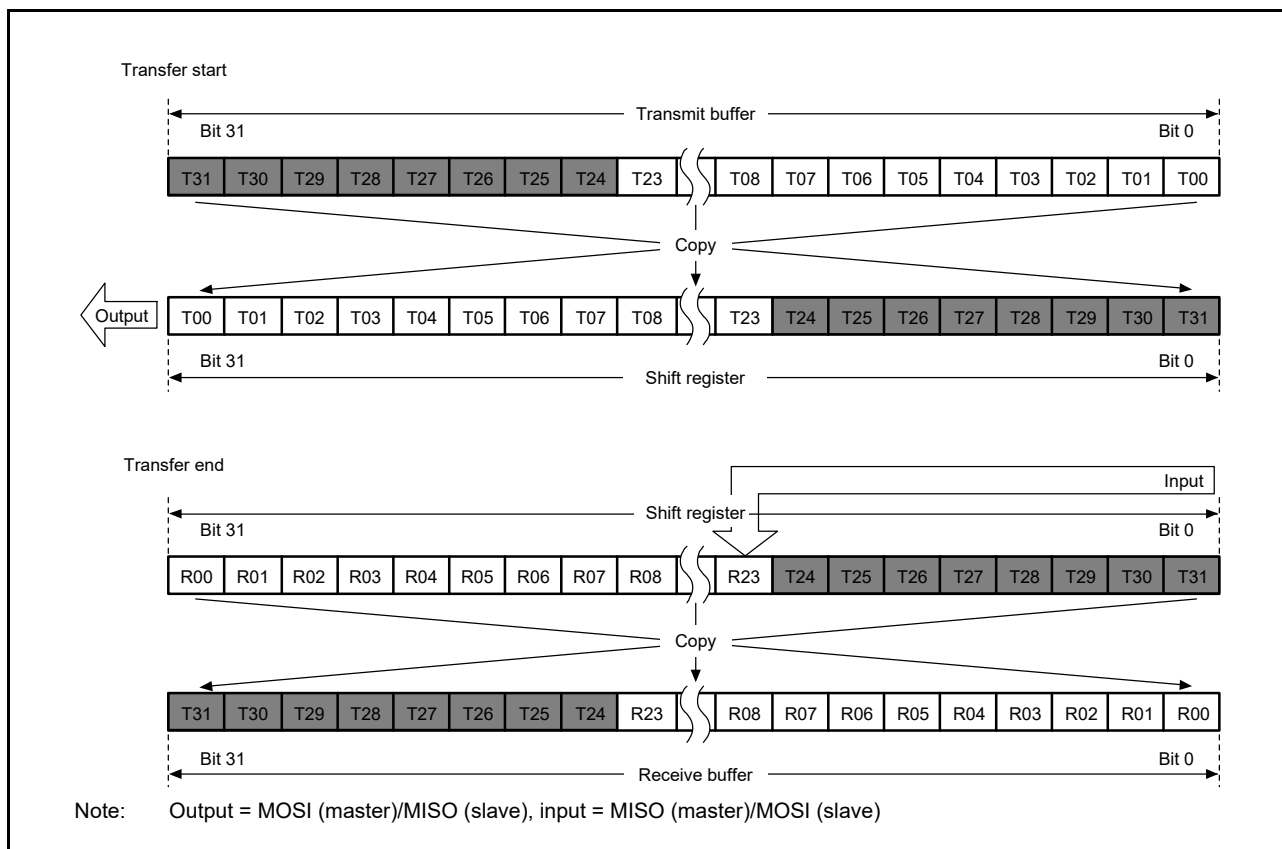 Transfer start
Transmit buffer
Bit 31 Bit 0
T31 T30 T29 T28 T27 T26 T25 T24 T23 T08 T07 T06 T05 T04 T03 T02 T01 T00
Copy
Output T00 T01 T02 T03 T04 T05 T06 T07 T08 T23 T24 T25 T26 T27 T28 T29 T30 T31
Bit 31 Bit 0
Shift register
Transfer end
Input
Shift register
Bit 31 Bit 0
R00 R01 R02 R03 R04 R05 R06 R07 R08 R23 T24 T25 T26 T27 T28 T29 T30 T31
Copy
T31 T30 T29 T28 T27 T26 T25 T24 R23 R08 R07 R06 R05 R04 R03 R02 R01 R00
Bit 31 Bit 0
Receive buffer
Note: Output = MOSI (master)/MISO (slave), input = MISO (master)/MOSI (slave)